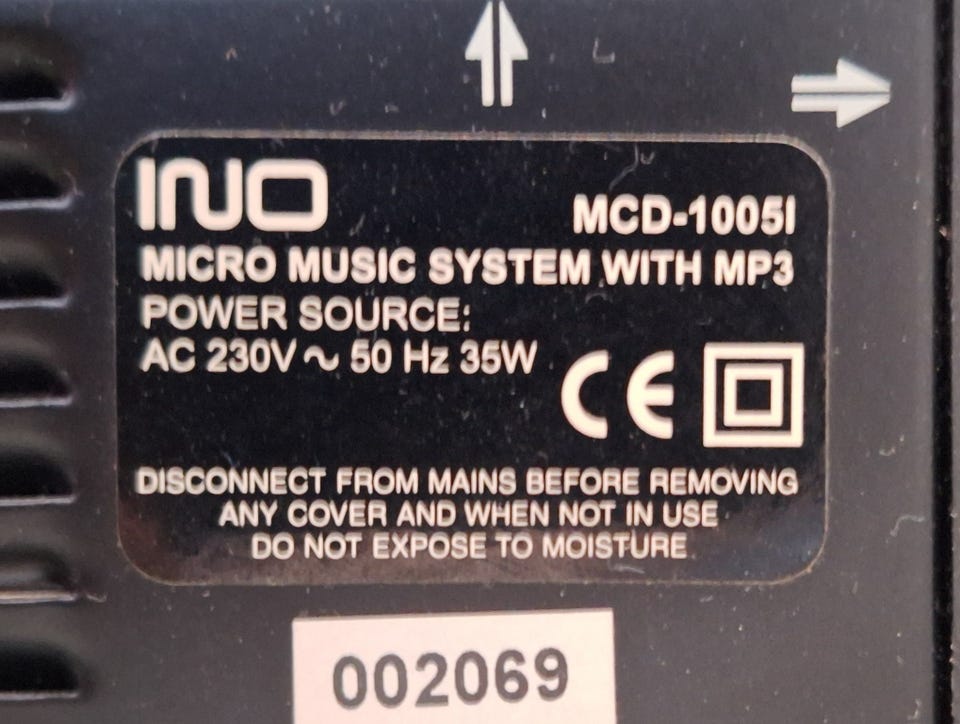 INO
MCD-1005I
MICRO MUSIC SYSTEM WITH MP3
POWER SOURCE:
AC 230V ~ 50 Hz 35W
CE
DISCONNECT FROM MAINS BEFORE REMOVING
ANY COVER AND WHEN NOT IN USE
DO NOT EXPOSE TO MOISTURE
002069